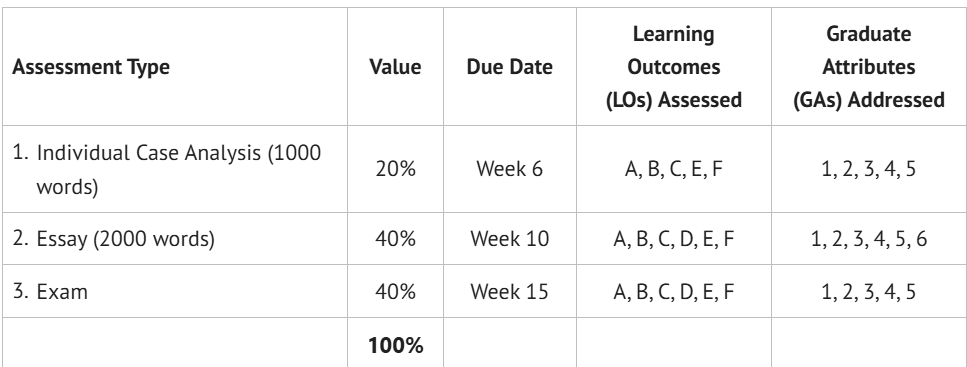 Assessment Type Value Due Date Learning Outcomes (LOs) Assessed Graduate Attributes (GAs) Addressed
1. Individual Case Analysis (1000 words) 20% Week 6 A, B, C, E, F 1, 2, 3, 4, 5
2. Essay (2000 words) 40% Week 10 A, B, C, D, E, F 1, 2, 3, 4, 5, 6
3. Exam 40% Week 15 A, B, C, D, E, F 1, 2, 3, 4, 5
100%